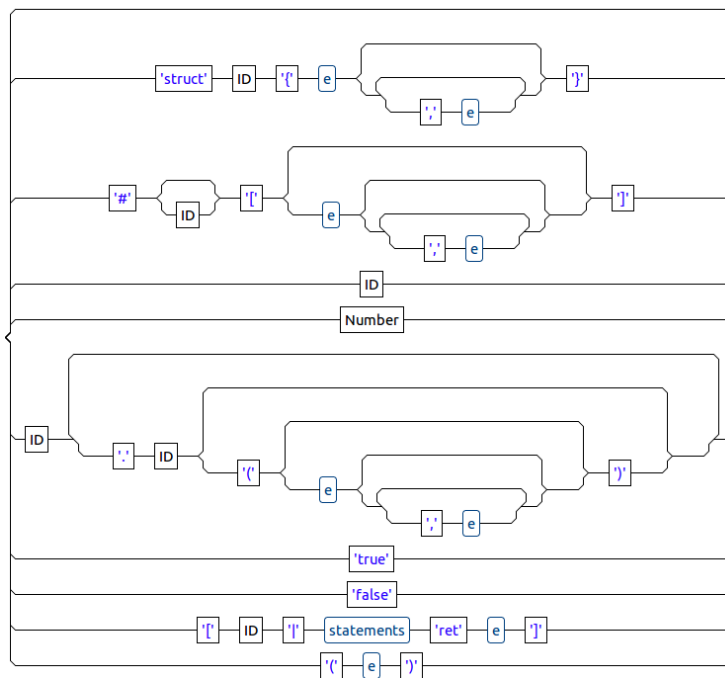 'struct' ID '{' e '}'
',' e
'#' '[' ']'
ID e
',' e
ID
Number
ID
'.' ID
'(' ')'
e
',' e
'true'
'false'
'[' ID '|' statements 'ret' e ']'
'(' e ')'